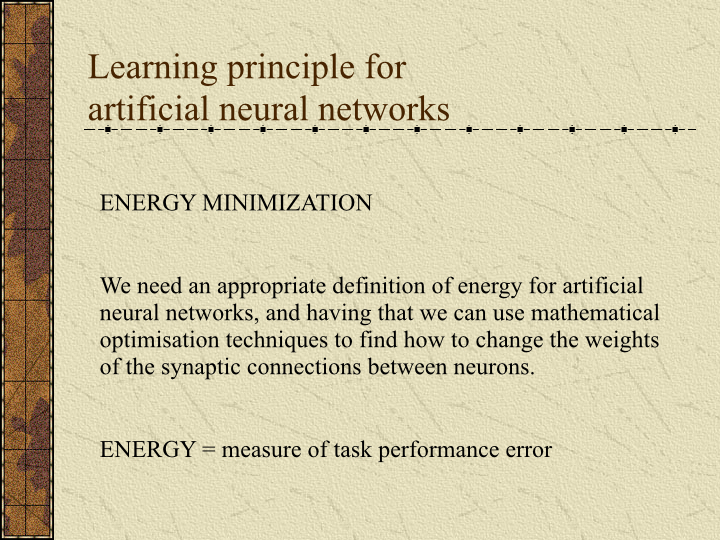 Learning principle for
artificial neural networks
ENERGY MINIMIZATION
We need an appropriate definition of energy for artificial
neural networks, and having that we can use mathematical
optimisation techniques to find how to change the weights
of the synaptic connections between neurons.
ENERGY = measure of task performance error